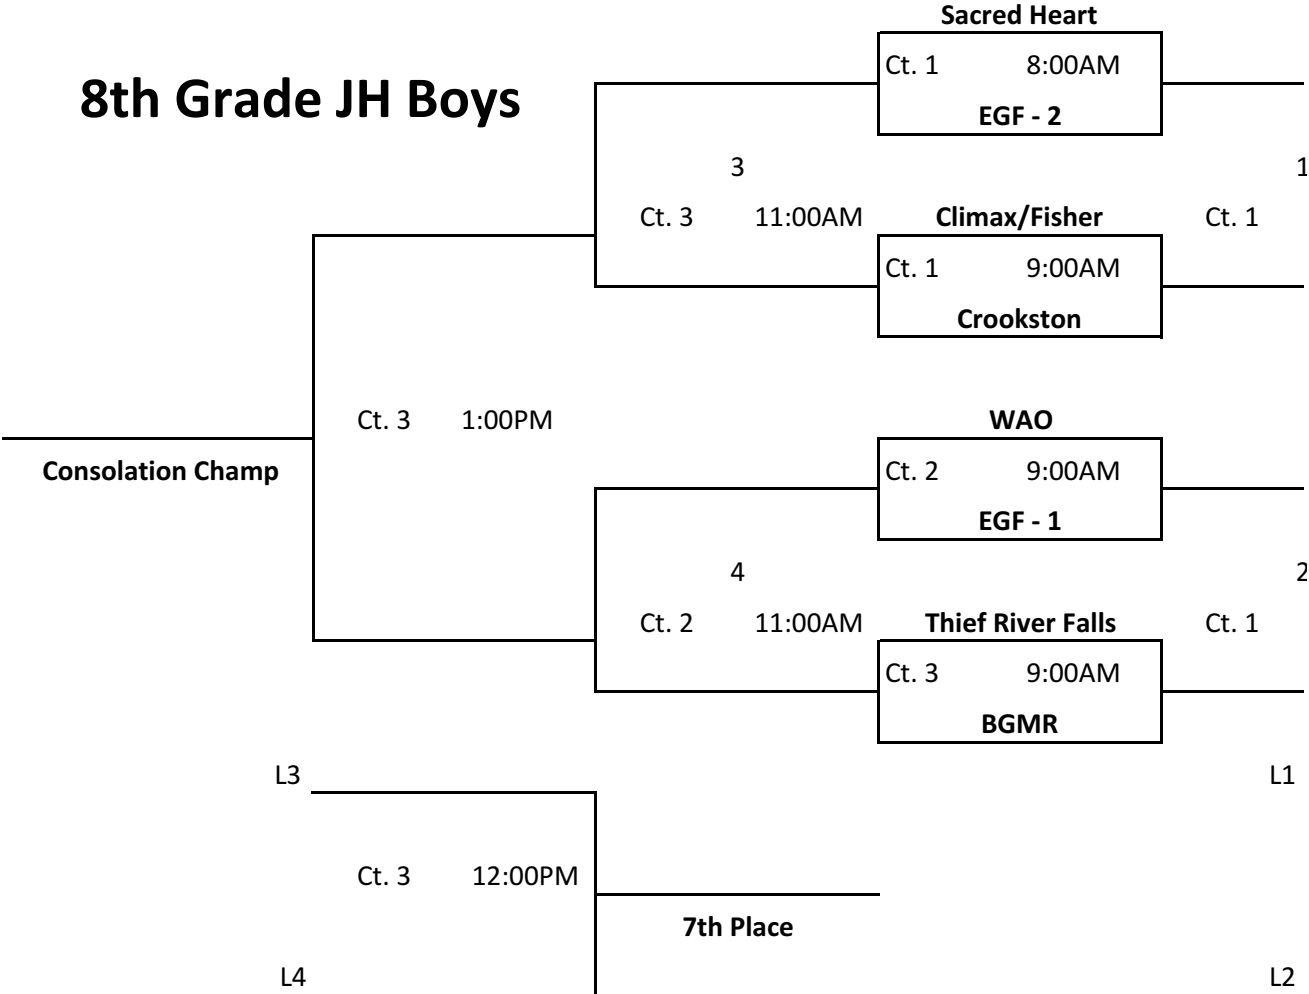 Sacred Heart
8th Grade JH Boys
Ct. 1 8:00AM
EGF - 2
3
1
Ct. 3 11:00AM
Climax/Fisher
Ct. 1
Ct. 1 9:00AM
Crookston
Ct. 3 1:00PM
WAO
Consolation Champ
Ct. 2 9:00AM
EGF - 1
4
2
Ct. 2 11:00AM
Thief River Falls
Ct. 1
Ct. 3 9:00AM
BGMR
L3
L1
Ct. 3 12:00PM
7th Place
L4
L2